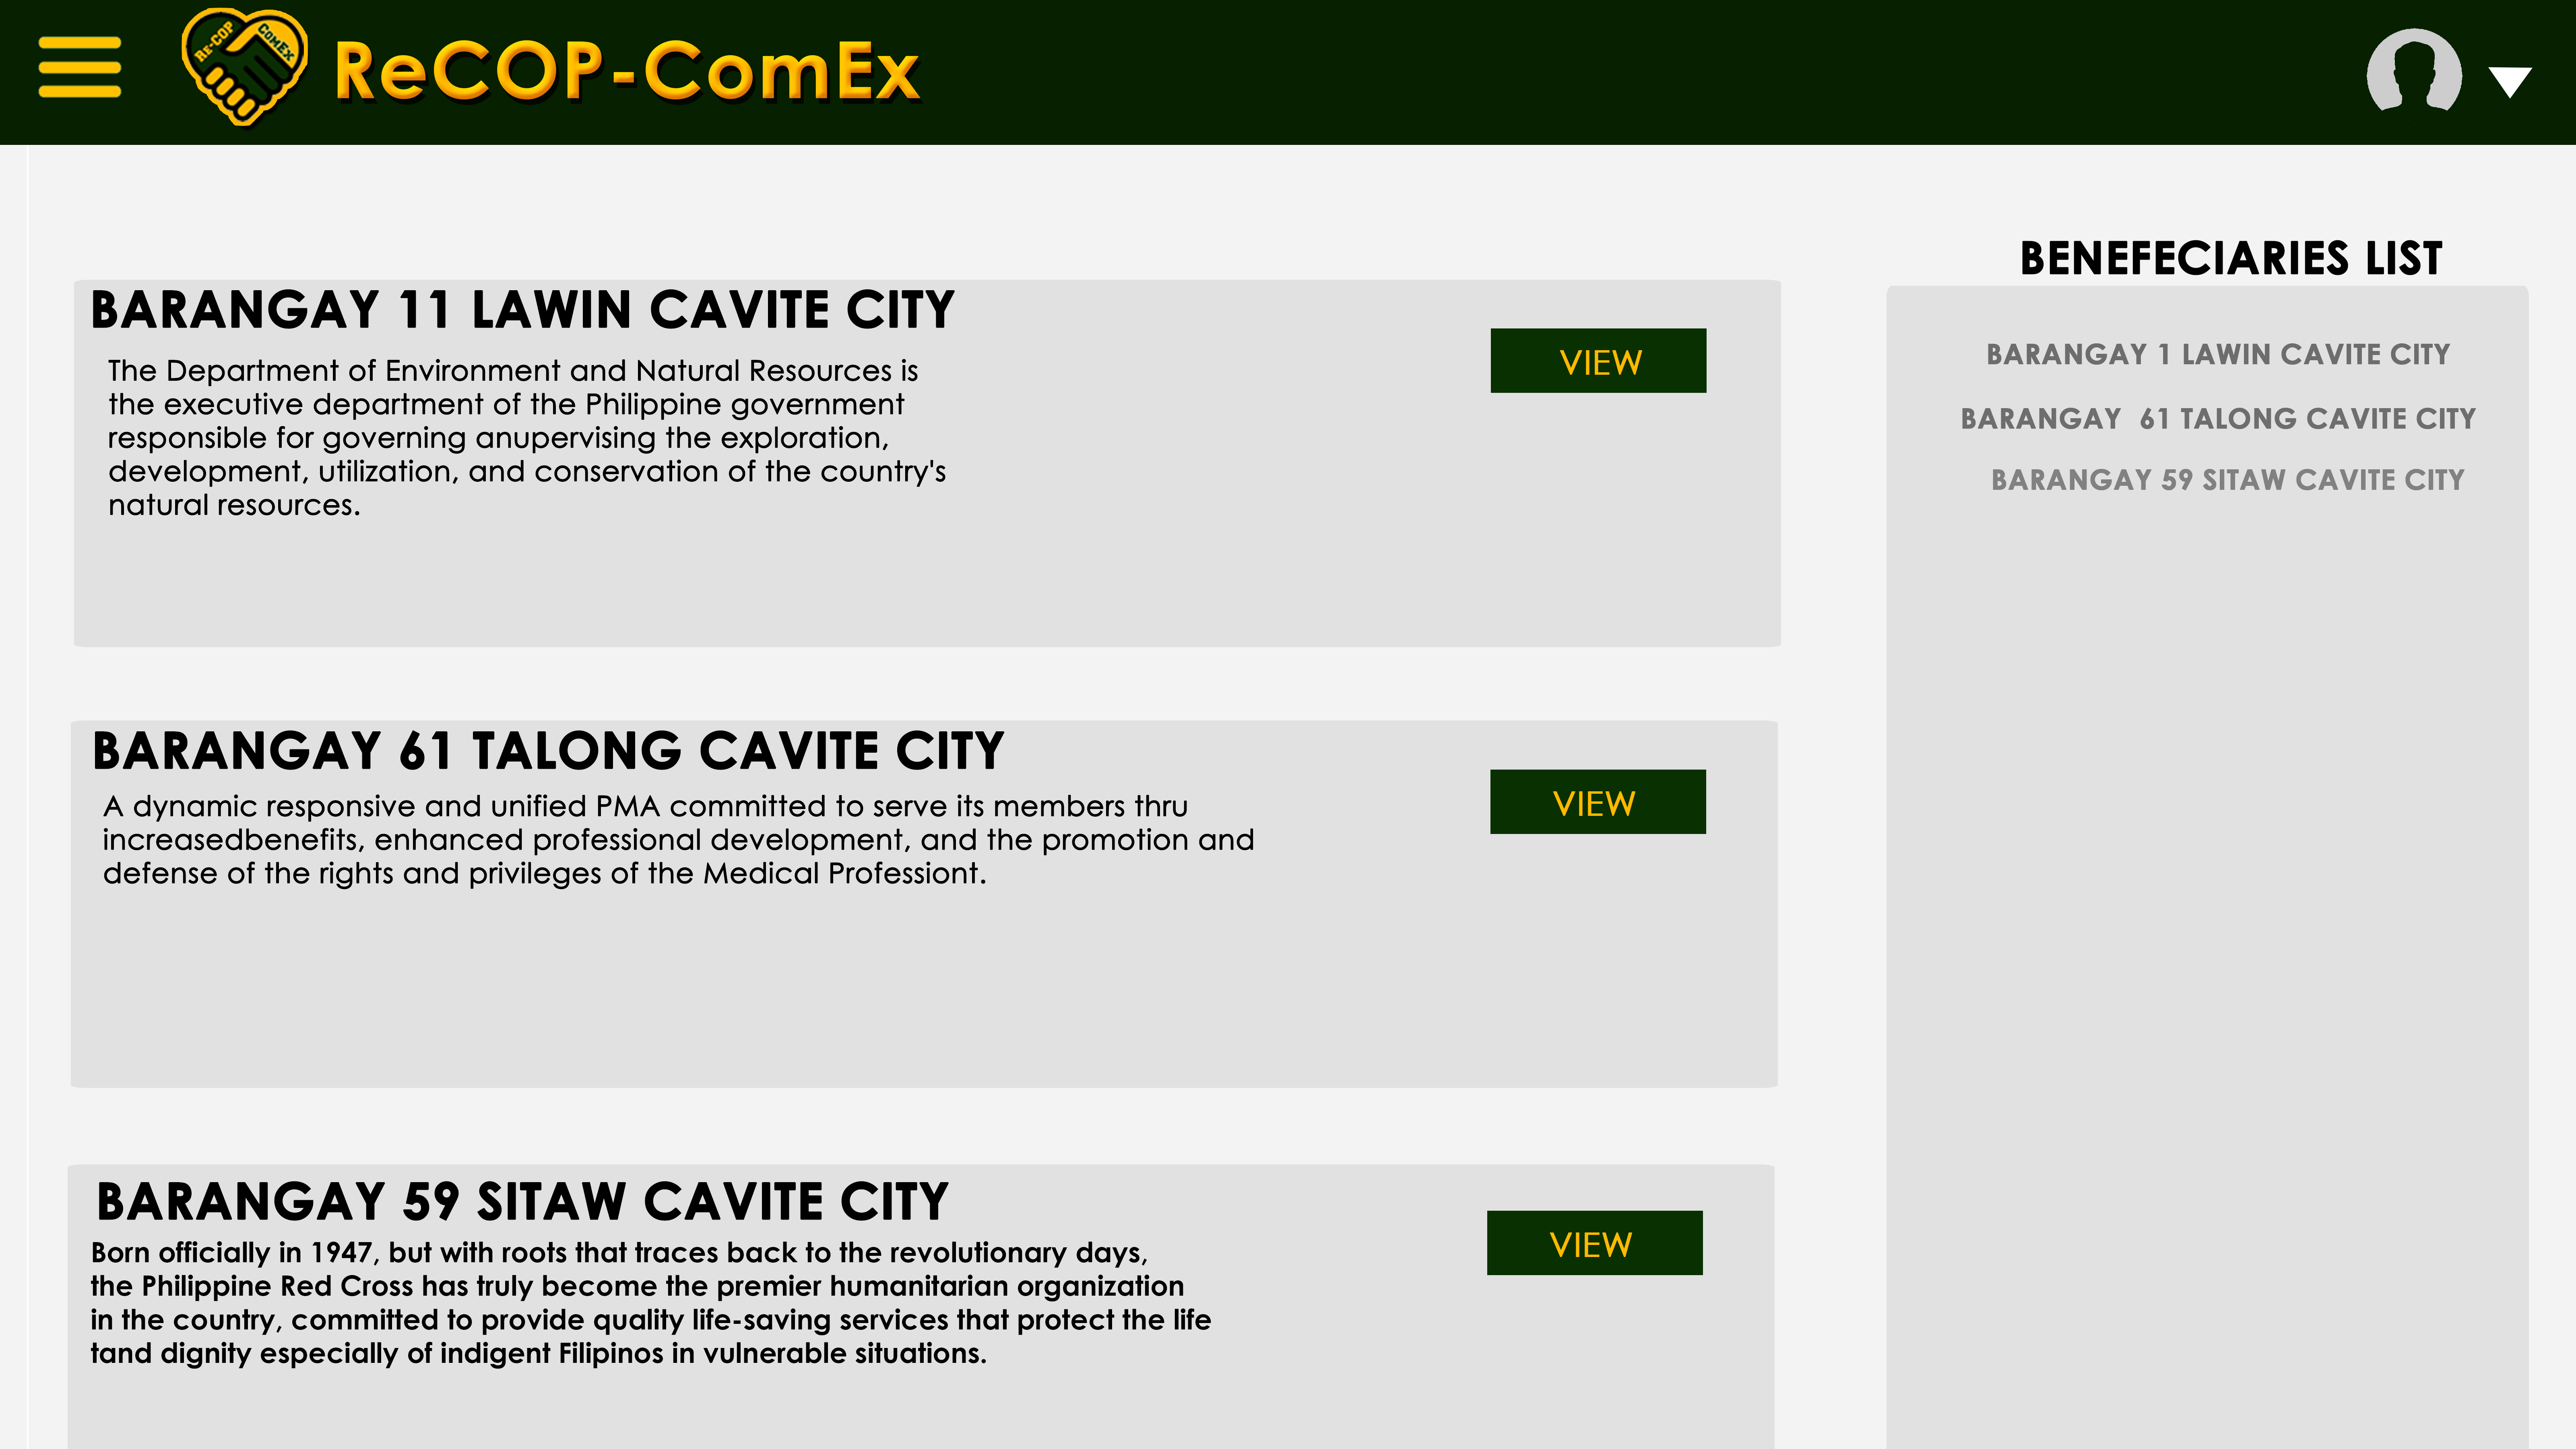 Re-COP
ComEx
ReCOP-ComEx
BARANGAY 11 LAWIN CAVITE CITY
The Department of Environment and Natural Resources is
the executive department of the Philippine government
responsible for governing anupervising the exploration,
development, utilization, and conservation of the country's
natural resources.
VIEW
BARANGAY 61 TALONG CAVITE CITY
A dynamic responsive and unified PMA committed to serve its members thru
increasedbenefits, enhanced professional development, and the promotion and
defense of the rights and privileges of the Medical Professiont.
VIEW
BARANGAY 59 SITAW CAVITE CITY
Born officially in 1947, but with roots that traces back to the revolutionary days,
the Philippine Red Cross has truly become the premier humanitarian organization
in the country, committed to provide quality life-saving services that protect the life
tand dignity especially of indigent Filipinos in vulnerable situations.
VIEW
BENEFECIARIES LIST
BARANGAY 1 LAWIN CAVITE CITY
BARANGAY  61 TALONG CAVITE CITY
BARANGAY 59 SITAW CAVITE CITY